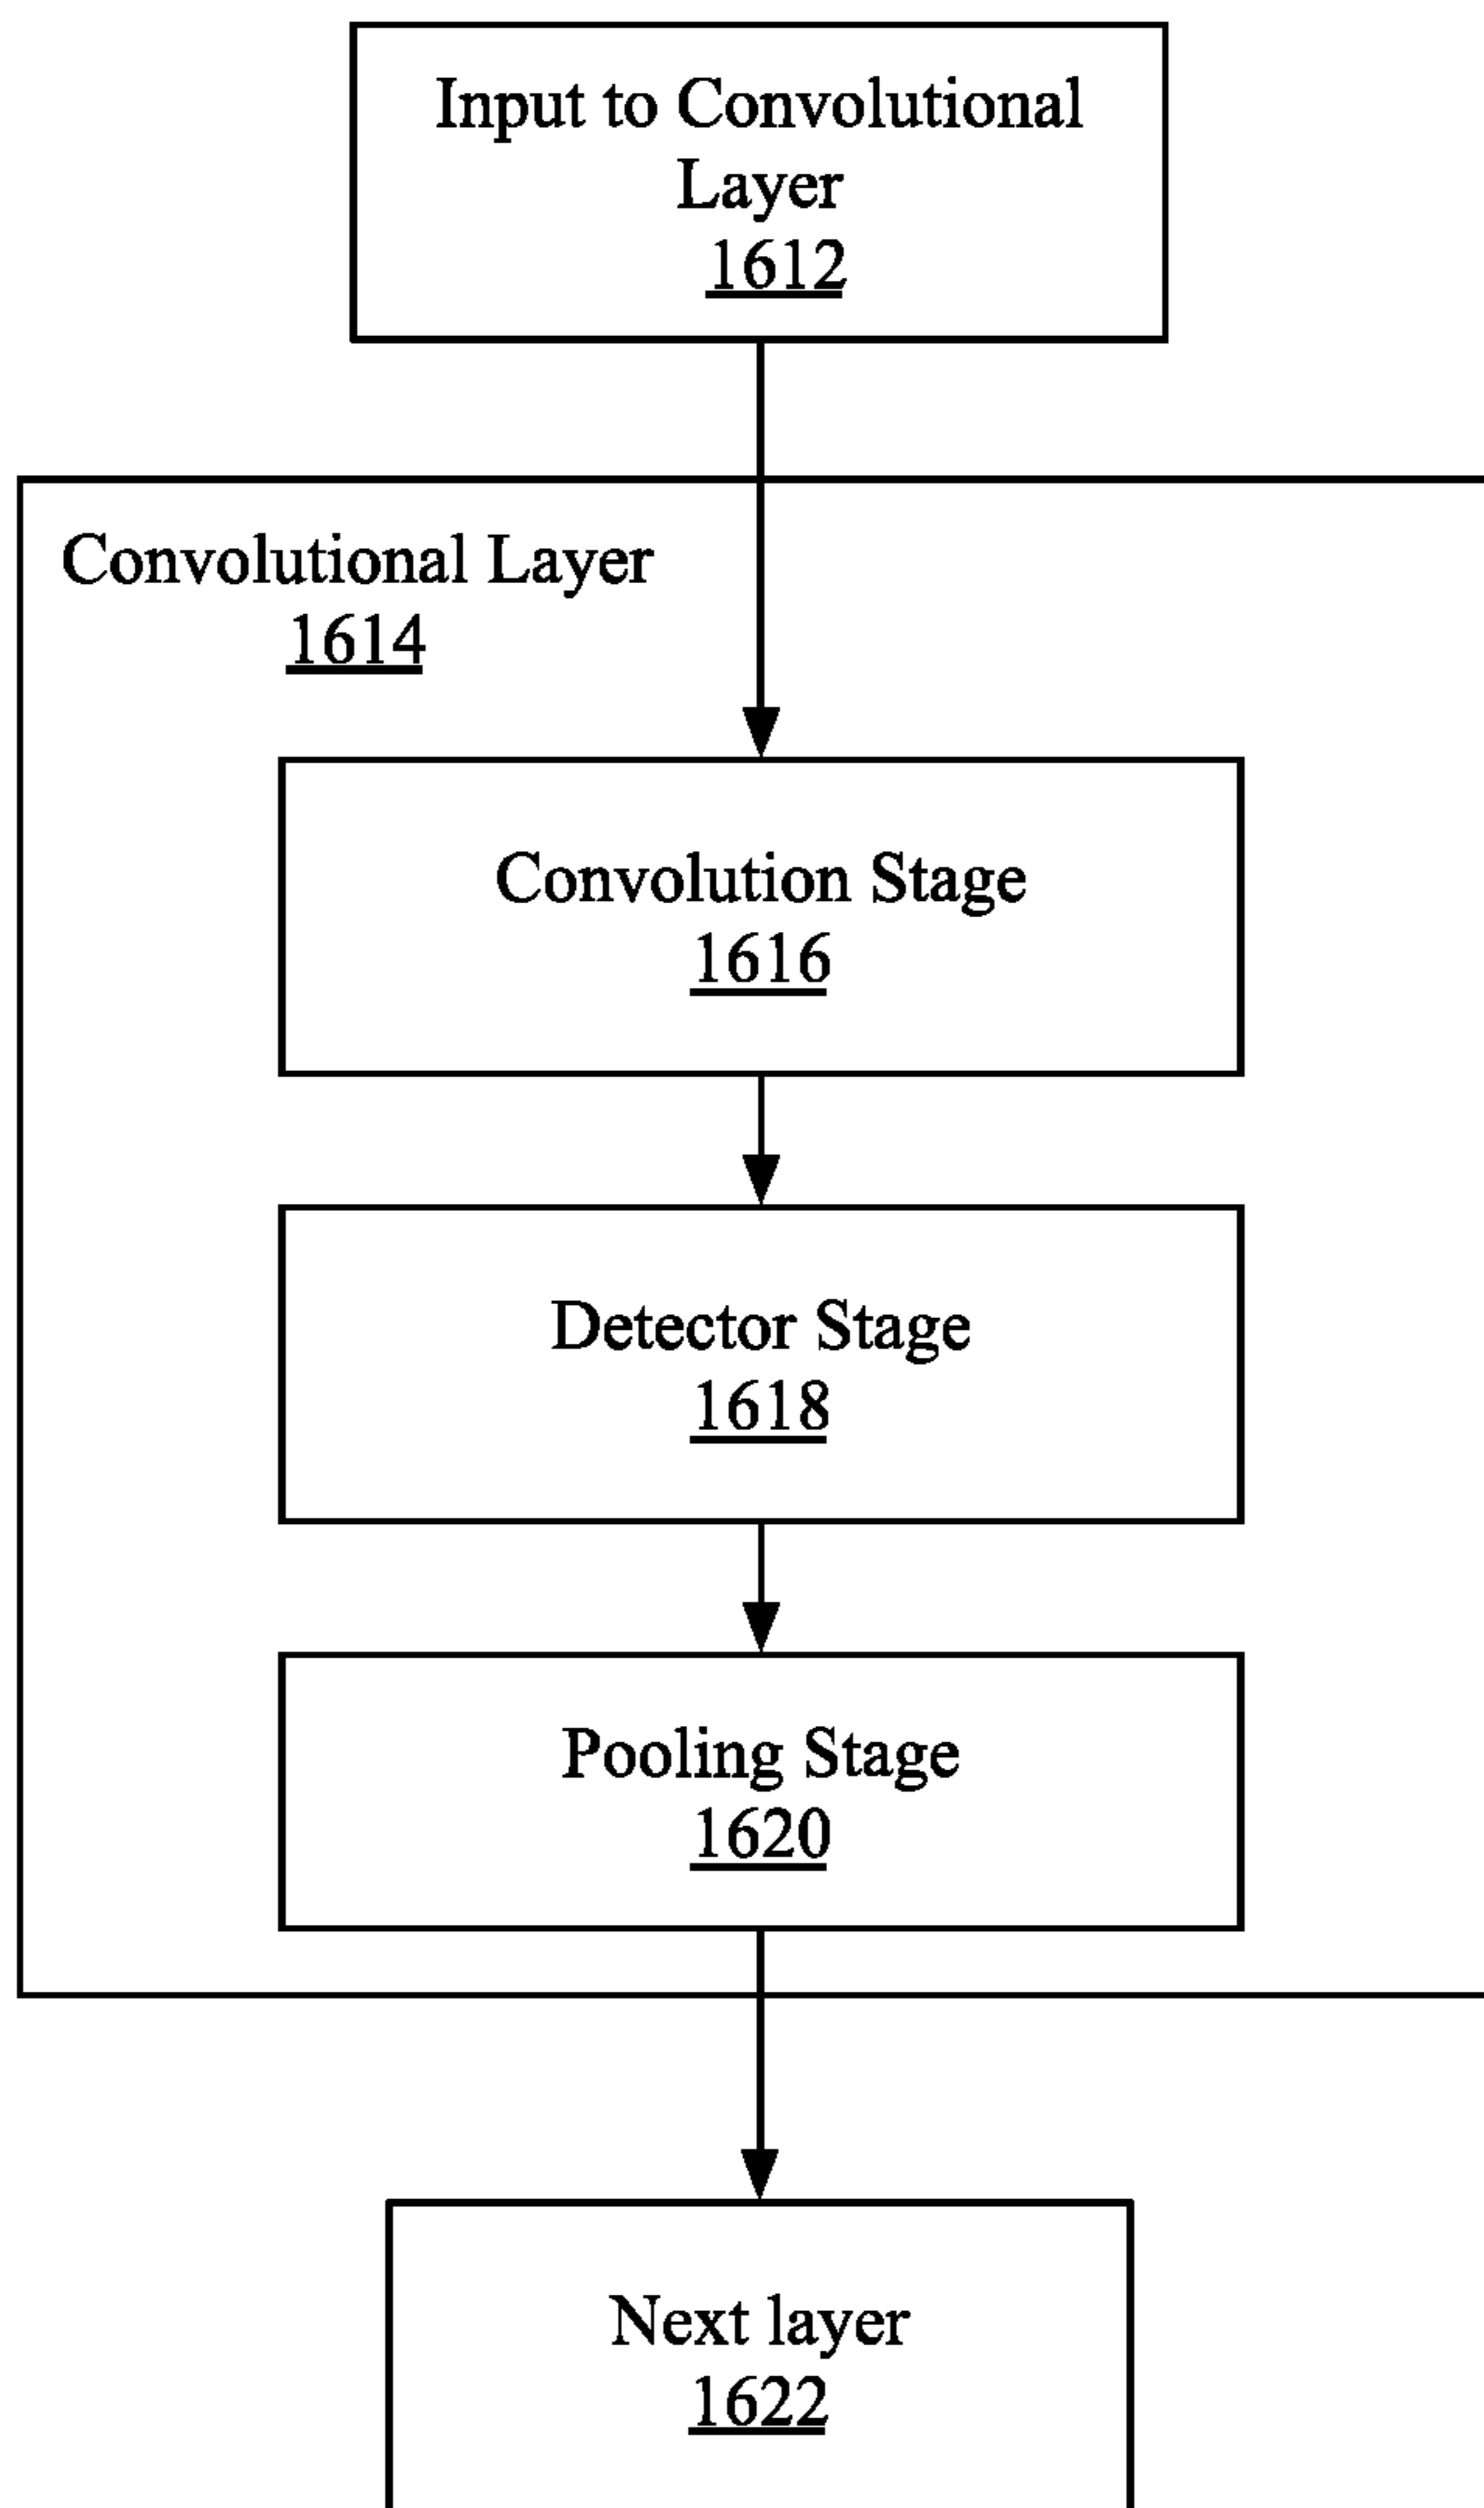 Input to Convolutional
Layer
1612
Convolutional Layer
1614
Convolution Stage
1616
Detector Stage
1618
Pooling Stage
1620
Next layer
1622